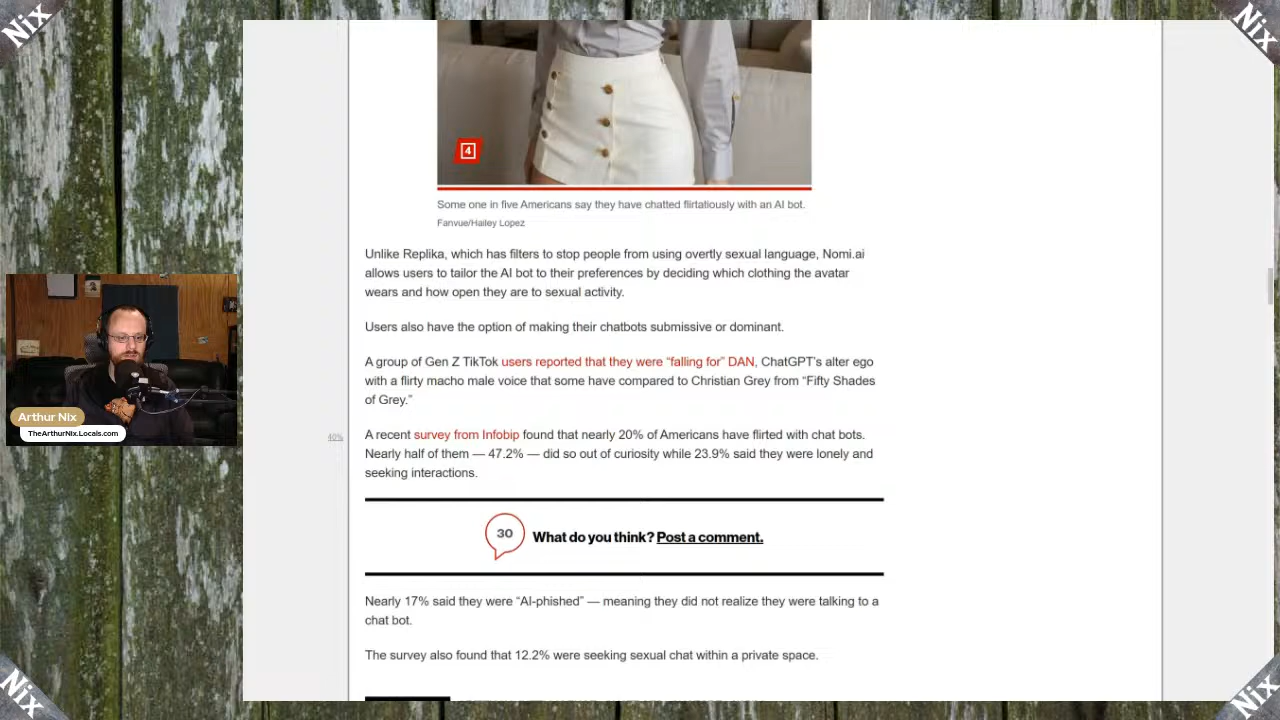 Nix
Nix
4
Some one in five Americans say they have chatted flirtatiously with an AI bot.
Fanvue/Hailey Lopez
Unlike Replika, which has filters to stop people from using overtly sexual language, Nomi.ai
allows users to tailor the AI bot to their preferences by deciding which clothing the avatar
wears and how open they are to sexual activity.
Users also have the option of making their chatbots submissive or dominant.
A group of Gen Z TikTok users reported that they were “falling for” DAN, ChatGPT’s alter ego
with a flirty macho male voice that some have compared to Christian Grey from “Fifty Shades
of Grey.”
Arthur Nix
TheArthurNix.Locals.com
40%
A recent survey from Infobip found that nearly 20% of Americans have flirted with chat bots.
Nearly half of them — 47.2% — did so out of curiosity while 23.9% said they were lonely and
seeking interactions.
30
What do you think? Post a comment.
Nearly 17% said they were “AI-phished” — meaning they did not realize they were talking to a
chat bot.
The survey also found that 12.2% were seeking sexual chat within a private space.
Nix
Nix